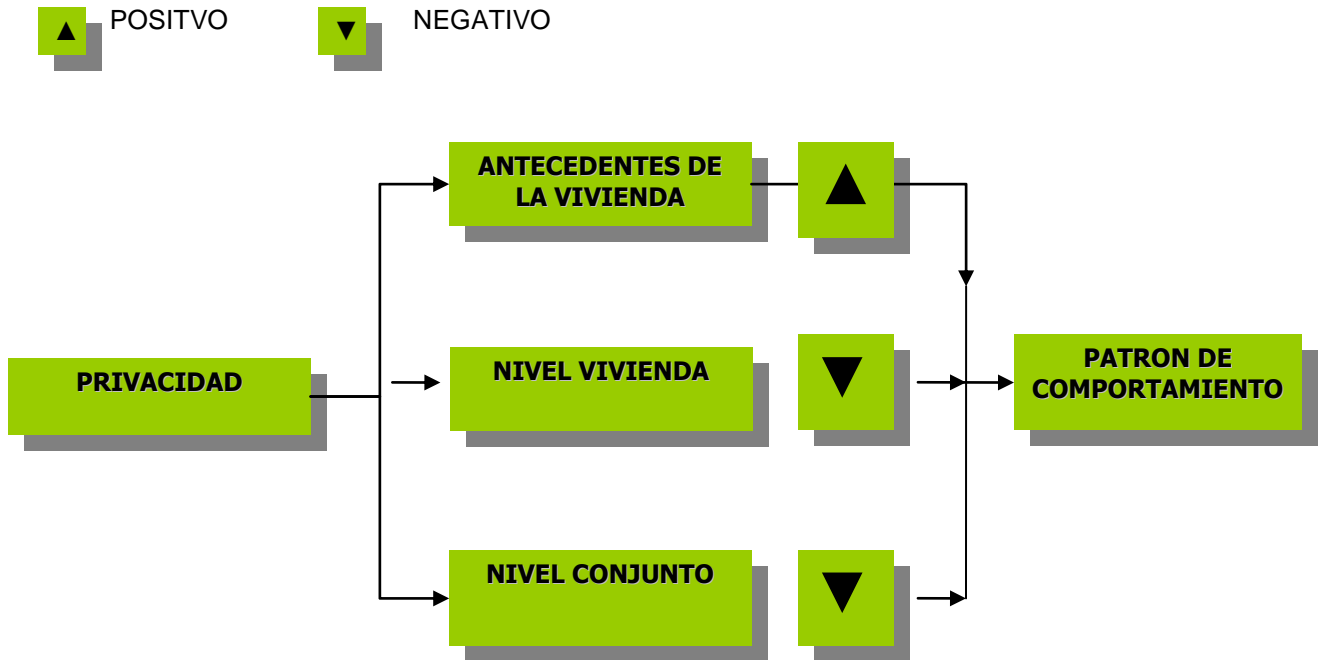 POSITVO
NEGATIVO
ANTECEDENTES DE
LA VIVIENDA
PRIVACIDAD
NIVEL VIVIENDA
PATRON DE
COMPORTAMIENTO
NIVEL CONJUNTO